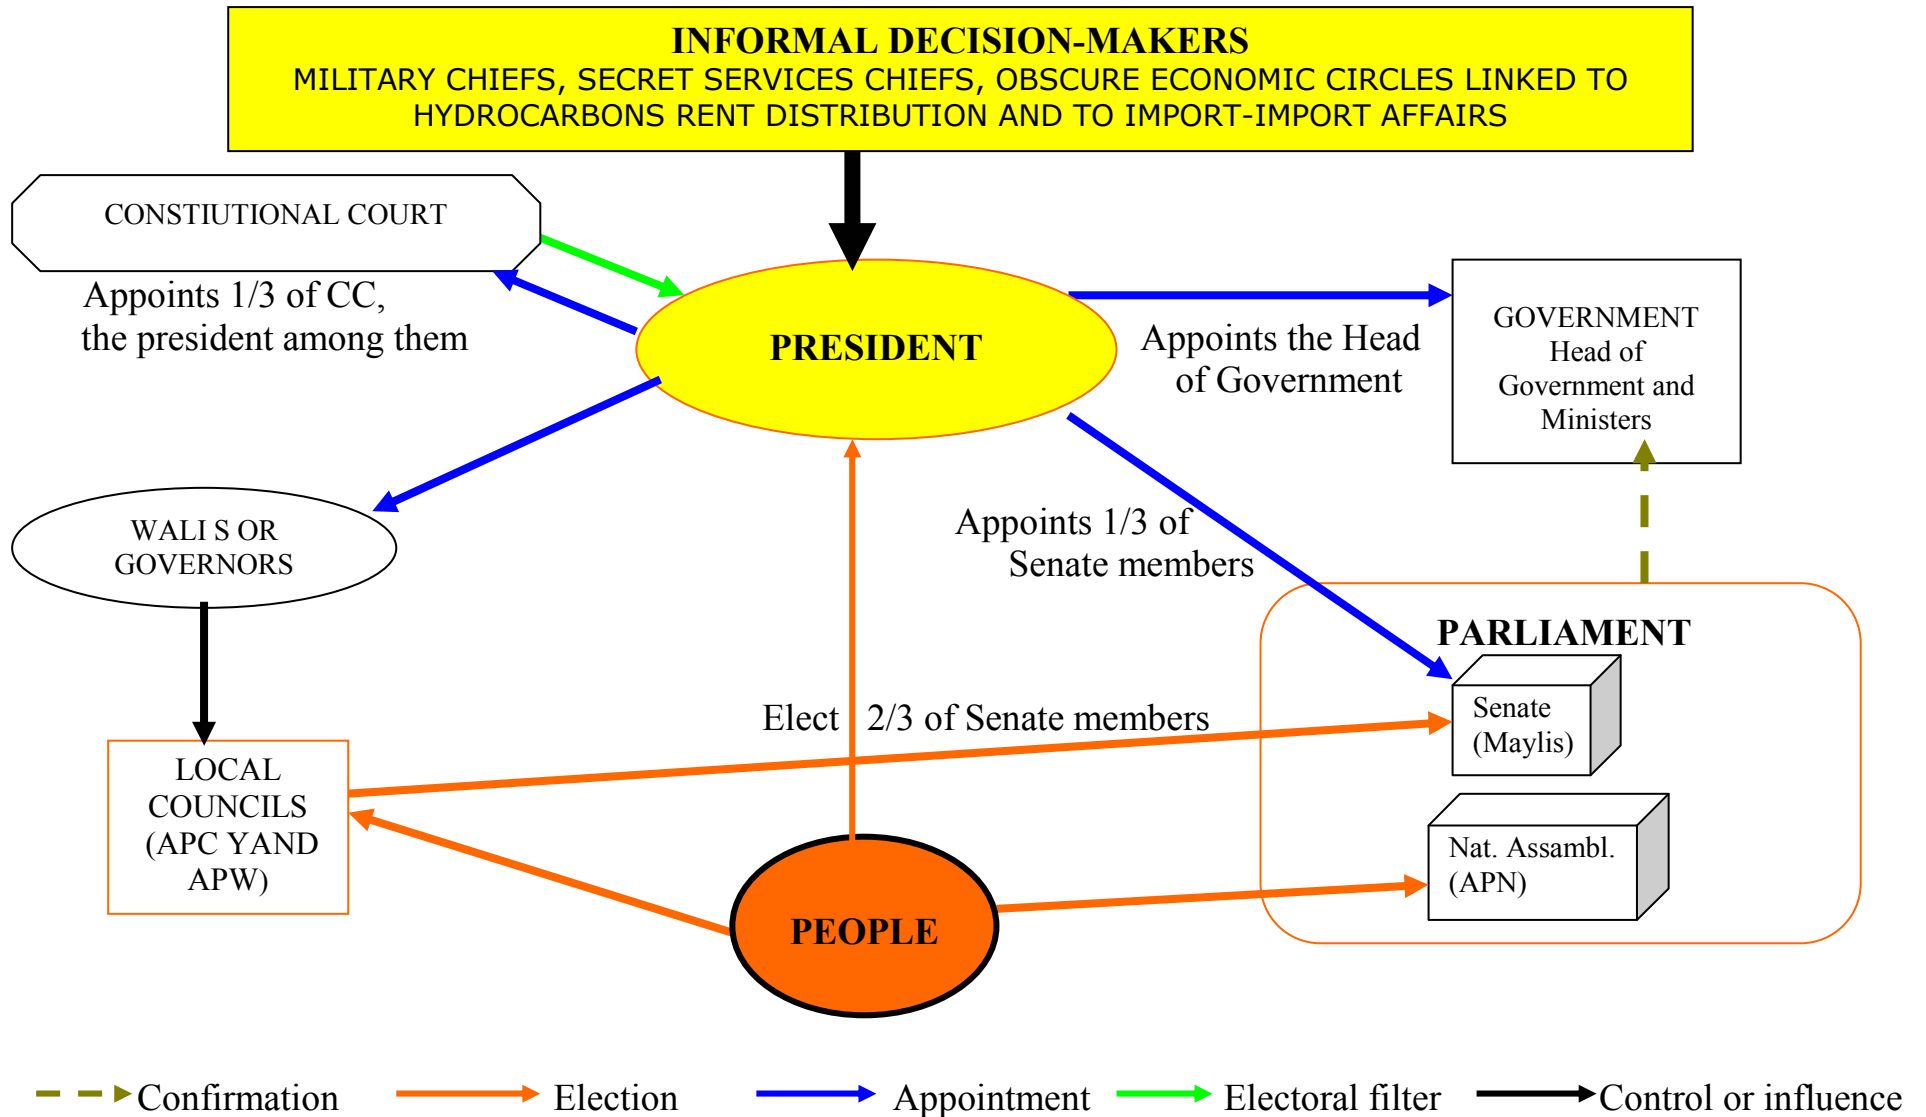 INFORMAL DECISION-MAKERS
MILITARY CHIEFS, SECRET SERVICES CHIEFS, OBSCURE ECONOMIC CIRCLES LINKED TO
HYDROCARBONS RENT DISTRIBUTION AND TO IMPORT-IMPORT AFFAIRS
CONSTIUTIONAL COURT
Appoints 1/3 of CC,
the president among them
PRESIDENT
Appoints the Head
of Government
GOVERNMENT
Head of
Government and
Ministers
WALI S OR
GOVERNORS
Appoints 1/3 of
Senate members
PARLIAMENT
Senate
(Maylis)
Elect 2/3 of Senate members
LOCAL
COUNCILS
(APC YAND
APW)
Nat. Assambl.
(APN)
PEOPLE
Confirmation
Election
Appointment
Electoral filter
Control or influence